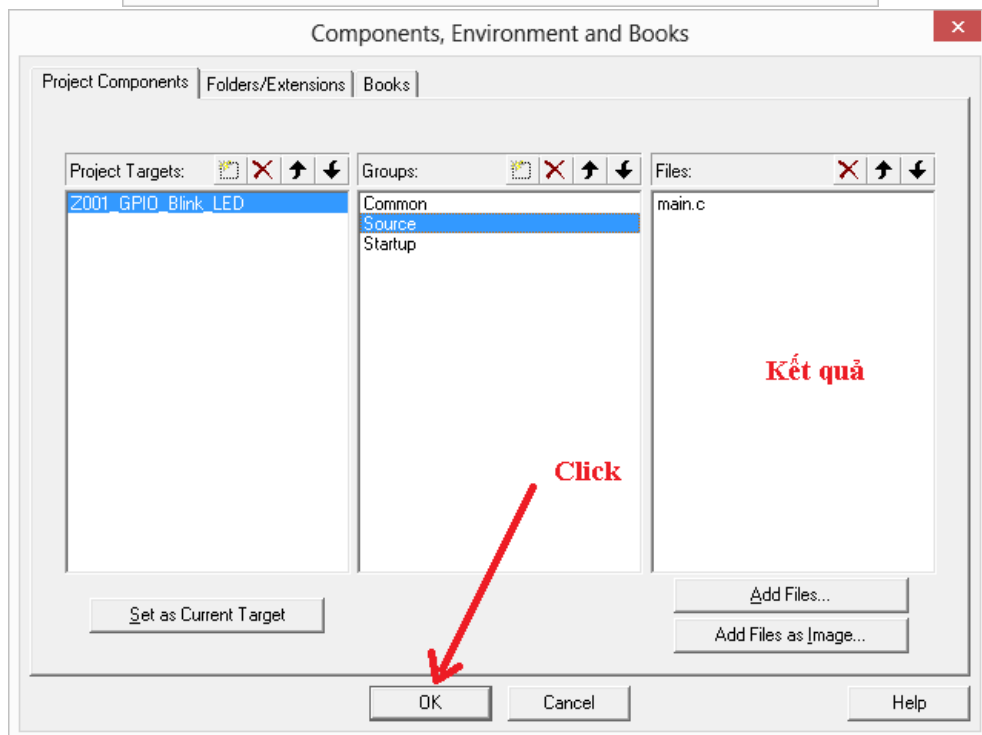 Components, Environment and Books
Project Components Folders/Extensions Books
Project Targets: Groups: Files:
Z001_GPIO_Blink_LED Common main.c
Source
Startup
Kết quả
Click
Set as Current Target Add Files...
Add Files as Image...
OK Cancel Help